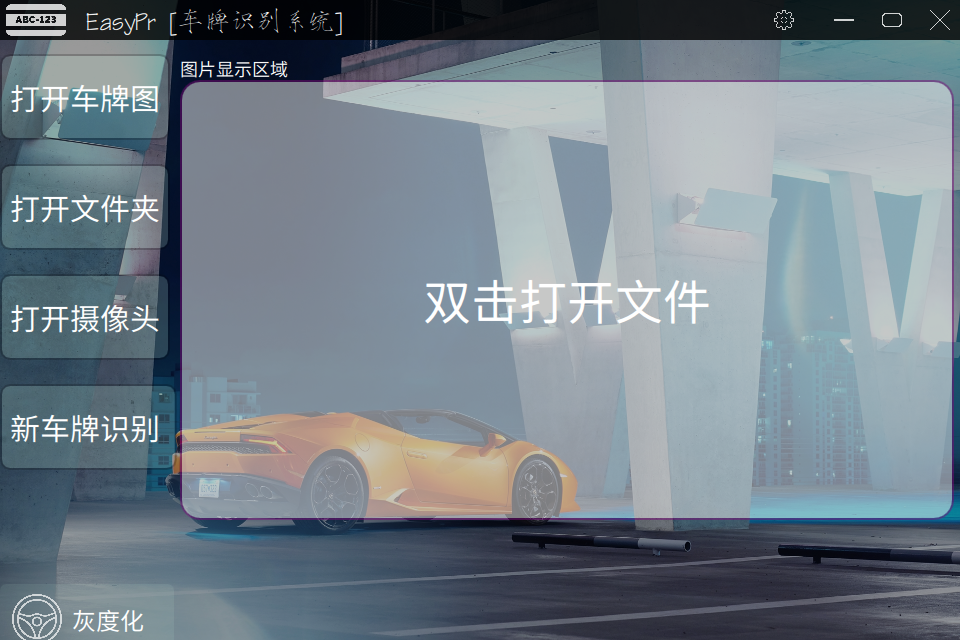 ABC-123
EasyPr [车牌识别系统]
图片显示区域
打开车牌图
打开文件夹
打开摄像头
新车牌识别
双击打开文件
灰度化